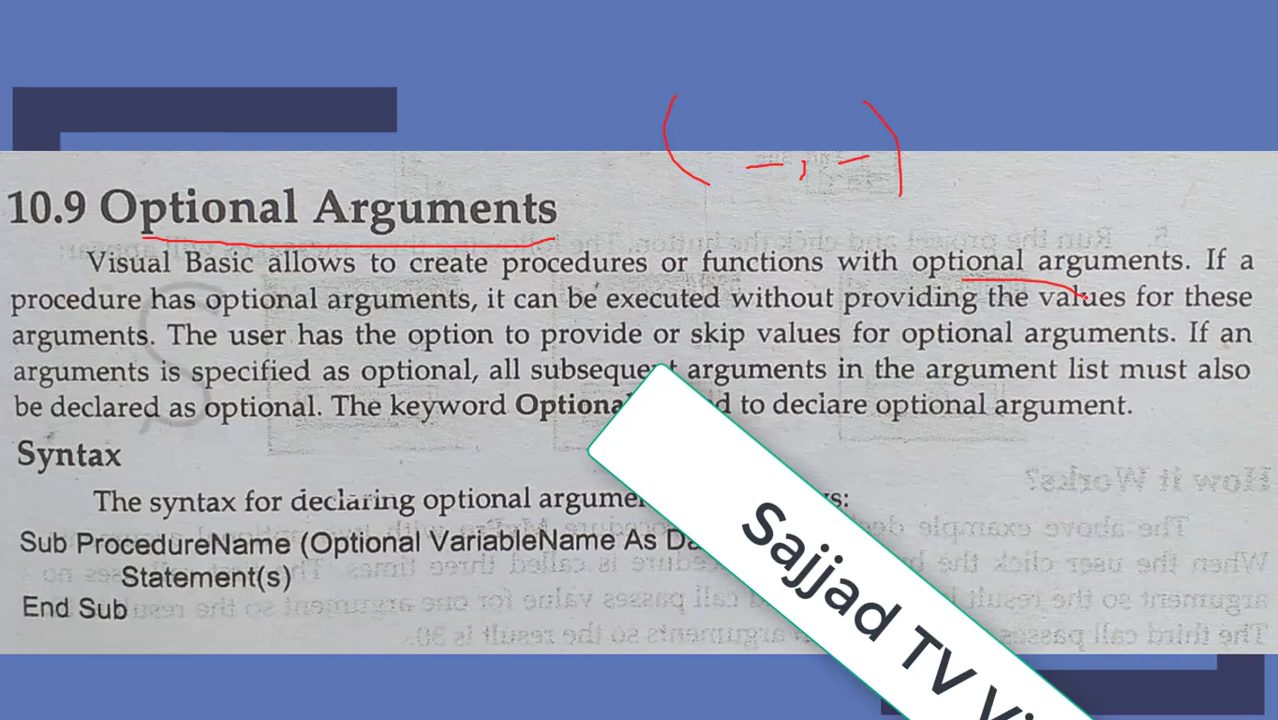 10.9 Optional Arguments
Visual Basic allows to create procedures or functions with optional arguments. If a
procedure has optional arguments, it can be executed without providing the values for these
arguments. The user has the option to provide or skip values for optional arguments. If an
arguments is specified as optional, all subsequent arguments in the argument list must also
be declared as optional. The keyword Optional to declare optional argument.
Syntax
The syntax for declaring optional
Sub ProcedureName (Optional VariableName As
Statement(s)
End Sub
Sajjad TV